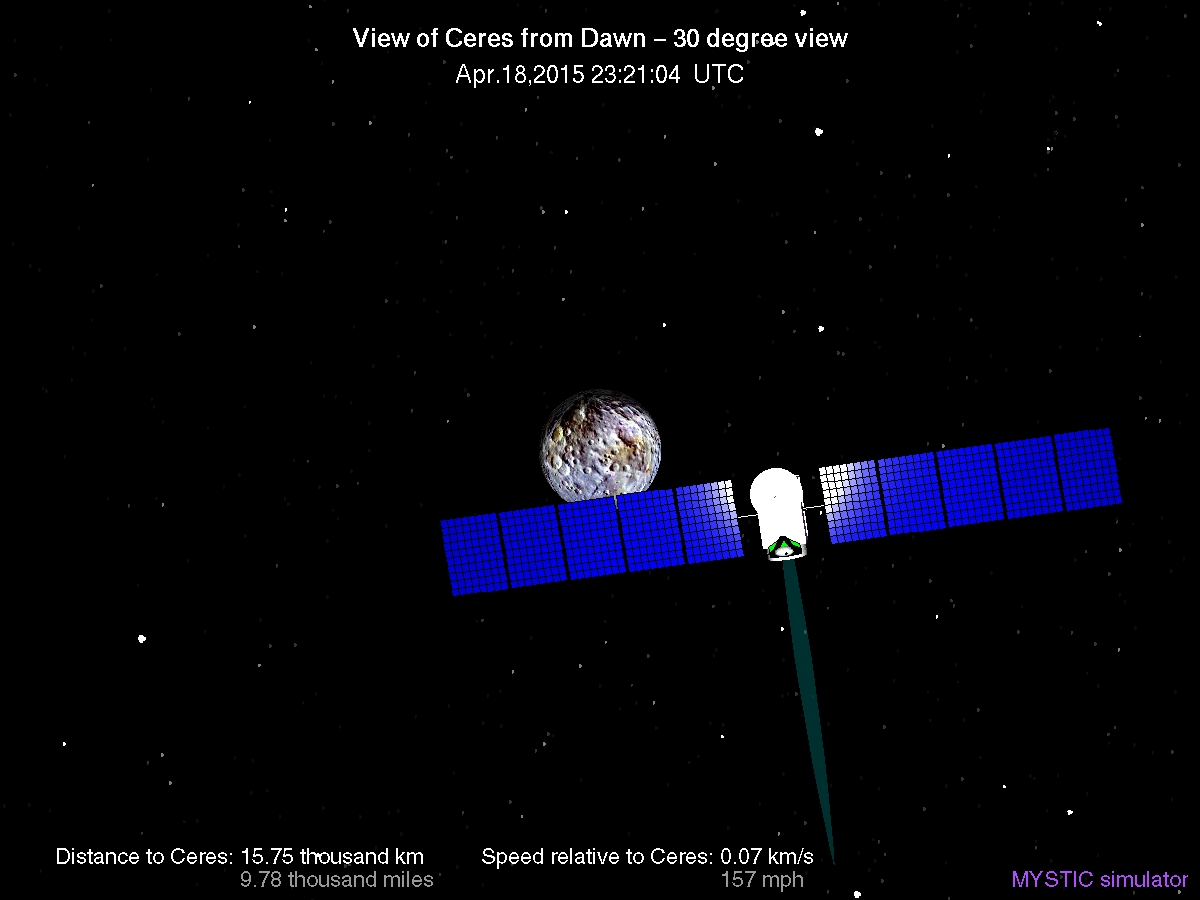 View of Ceres from Dawn – 30 degree view
Apr.18,2015 23:21:04 UTC
Distance to Ceres: 15.75 thousand km
9.78 thousand miles
Speed relative to Ceres: 0.07 km/s
157 mph
MYSTIC simulator